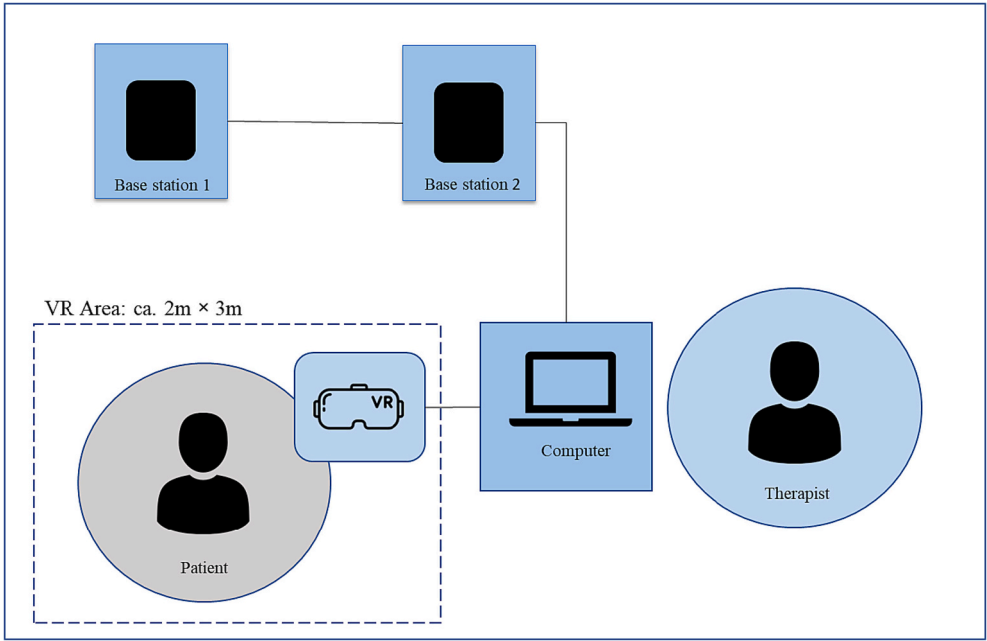 Base station 1
Base station 2
VR Area: ca. 2m × 3m
VR
Computer
Therapist
Patient